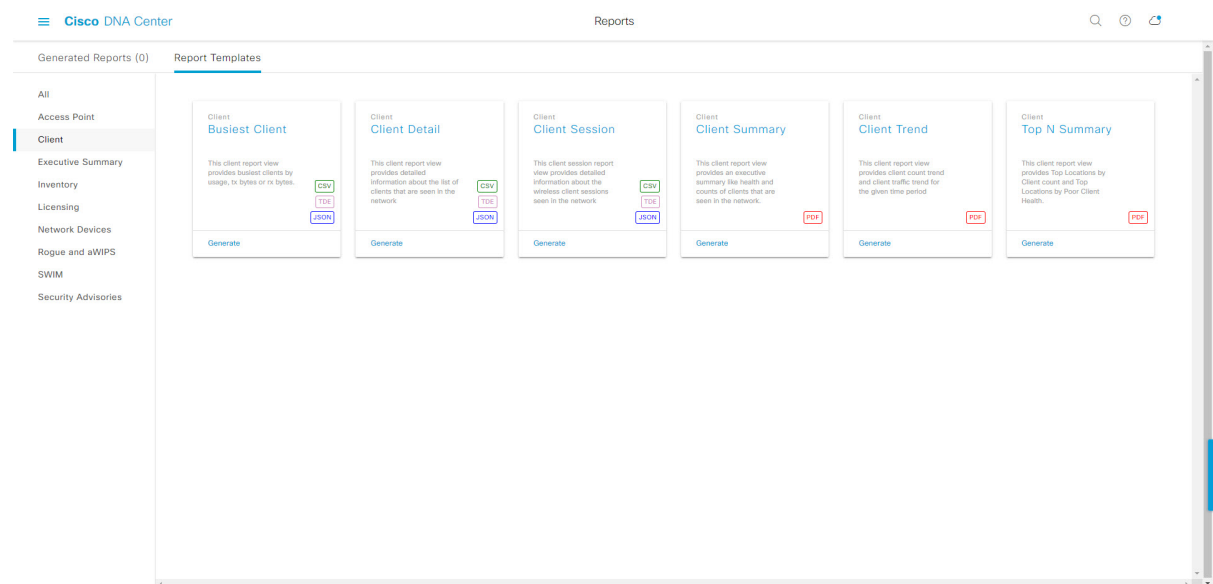 Cisco DNA Center
Reports
Generated Reports (0)
Report Templates
All
Access Point
Client
Executive Summary
Inventory
Licensing
Network Devices
Rogue and aWIPS
SWIM
Security Advisories
Client
Busiest Client
This client report view
provides busiest clients by
usage, tx bytes or rx bytes.
CSV
TDE
JSON
Generate
Client
Client Detail
This client report view
provides detailed
information about the list of
clients that are seen in the
network
CSV
TDE
JSON
Generate
Client
Client Session
This client session report
view provides detailed
information about the
wireless client sessions
seen in the network
CSV
TDE
JSON
Generate
Client
Client Summary
This client report view
provides an executive
summary like health and
counts of clients that are
seen in the network.
PDF
Generate
Client
Client Trend
This client report view
provides client count trend
and client traffic trend for
the given time period
PDF
Generate
Client
Top N Summary
This client report view
provides Top Locations by
Client count and Top
Locations by Poor Client
Health.
PDF
Generate